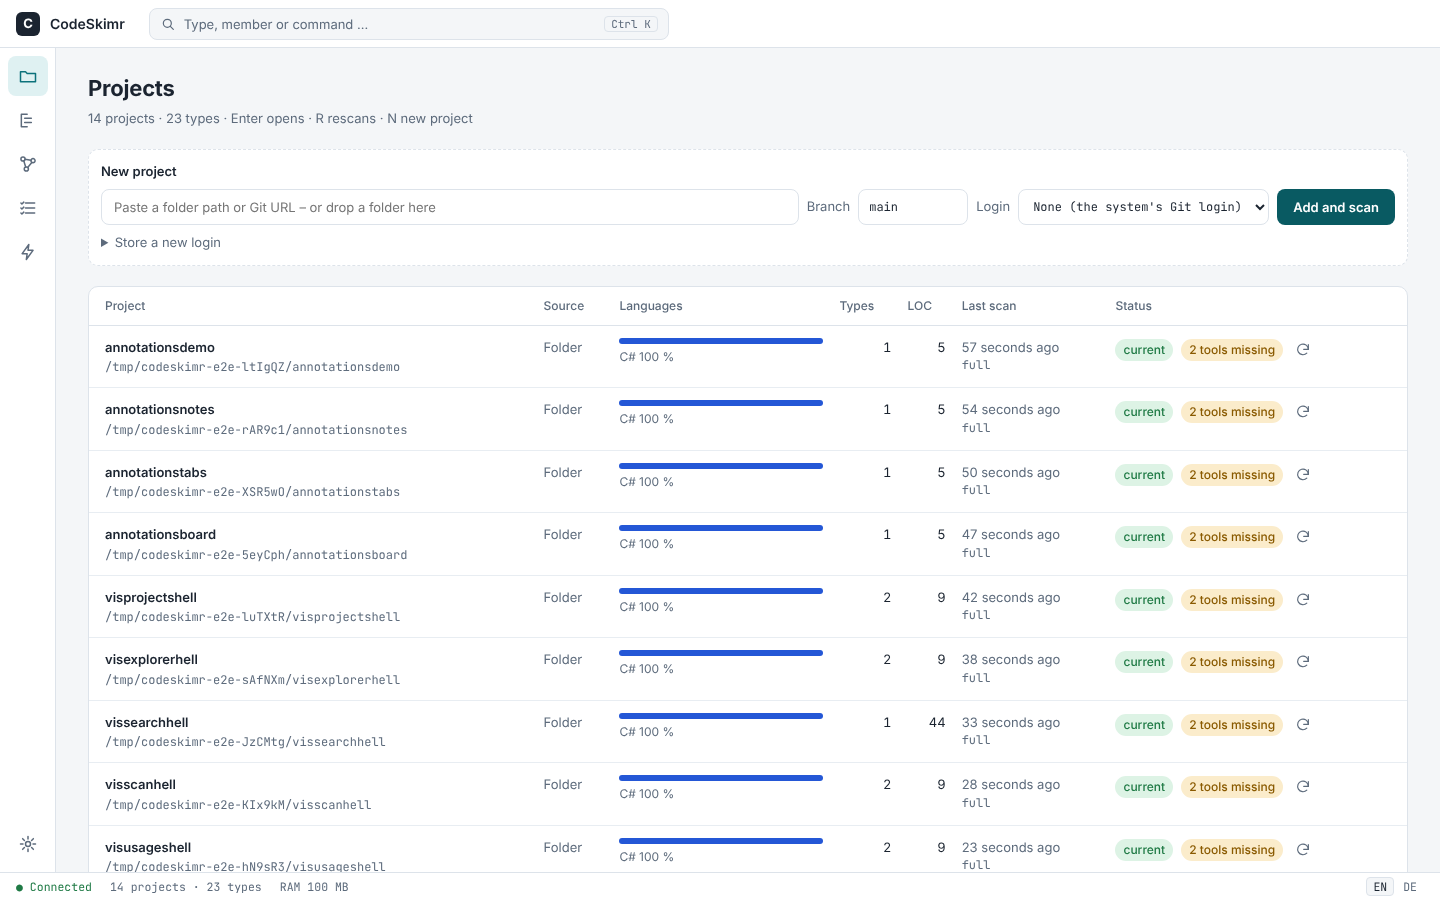 C CodeSkimr Type, member or command ... Ctrl K
Projects
14 projects · 23 types · Enter opens · R rescans · N new project
New project
Paste a folder path or Git URL – or drop a folder here Branch main Login None (the system's Git login) Add and scan
Store a new login
Project Source Languages Types LOC Last scan Status
annotationsdemo Folder 1 5 57 seconds ago current 2 tools missing
/tmp/codeskimr-e2e-ltIgQZ/annotationsdemo C# 100 % full
annotationsnotes Folder 1 5 54 seconds ago current 2 tools missing
/tmp/codeskimr-e2e-rAR9c1/annotationsnotes C# 100 % full
annotationstabs Folder 1 5 50 seconds ago current 2 tools missing
/tmp/codeskimr-e2e-XSR5wO/annotationstabs C# 100 % full
annotationsboard Folder 1 5 47 seconds ago current 2 tools missing
/tmp/codeskimr-e2e-5eyCph/annotationsboard C# 100 % full
visprojectshell Folder 2 9 42 seconds ago current 2 tools missing
/tmp/codeskimr-e2e-luTXtR/visprojectshell C# 100 % full
visexplorerhell Folder 2 9 38 seconds ago current 2 tools missing
/tmp/codeskimr-e2e-sAfNXm/visexplorerhell C# 100 % full
vissearchhell Folder 1 44 33 seconds ago current 2 tools missing
/tmp/codeskimr-e2e-JzCMtg/vissearchhell C# 100 % full
visscanhell Folder 2 9 28 seconds ago current 2 tools missing
/tmp/codeskimr-e2e-KIx9kM/visscanhell C# 100 % full
visusageshell Folder 2 9 23 seconds ago current 2 tools missing
/tmp/codeskimr-e2e-hN9sR3/visusageshell C# 100 % full
Connected 14 projects · 23 types RAM 100 MB EN DE